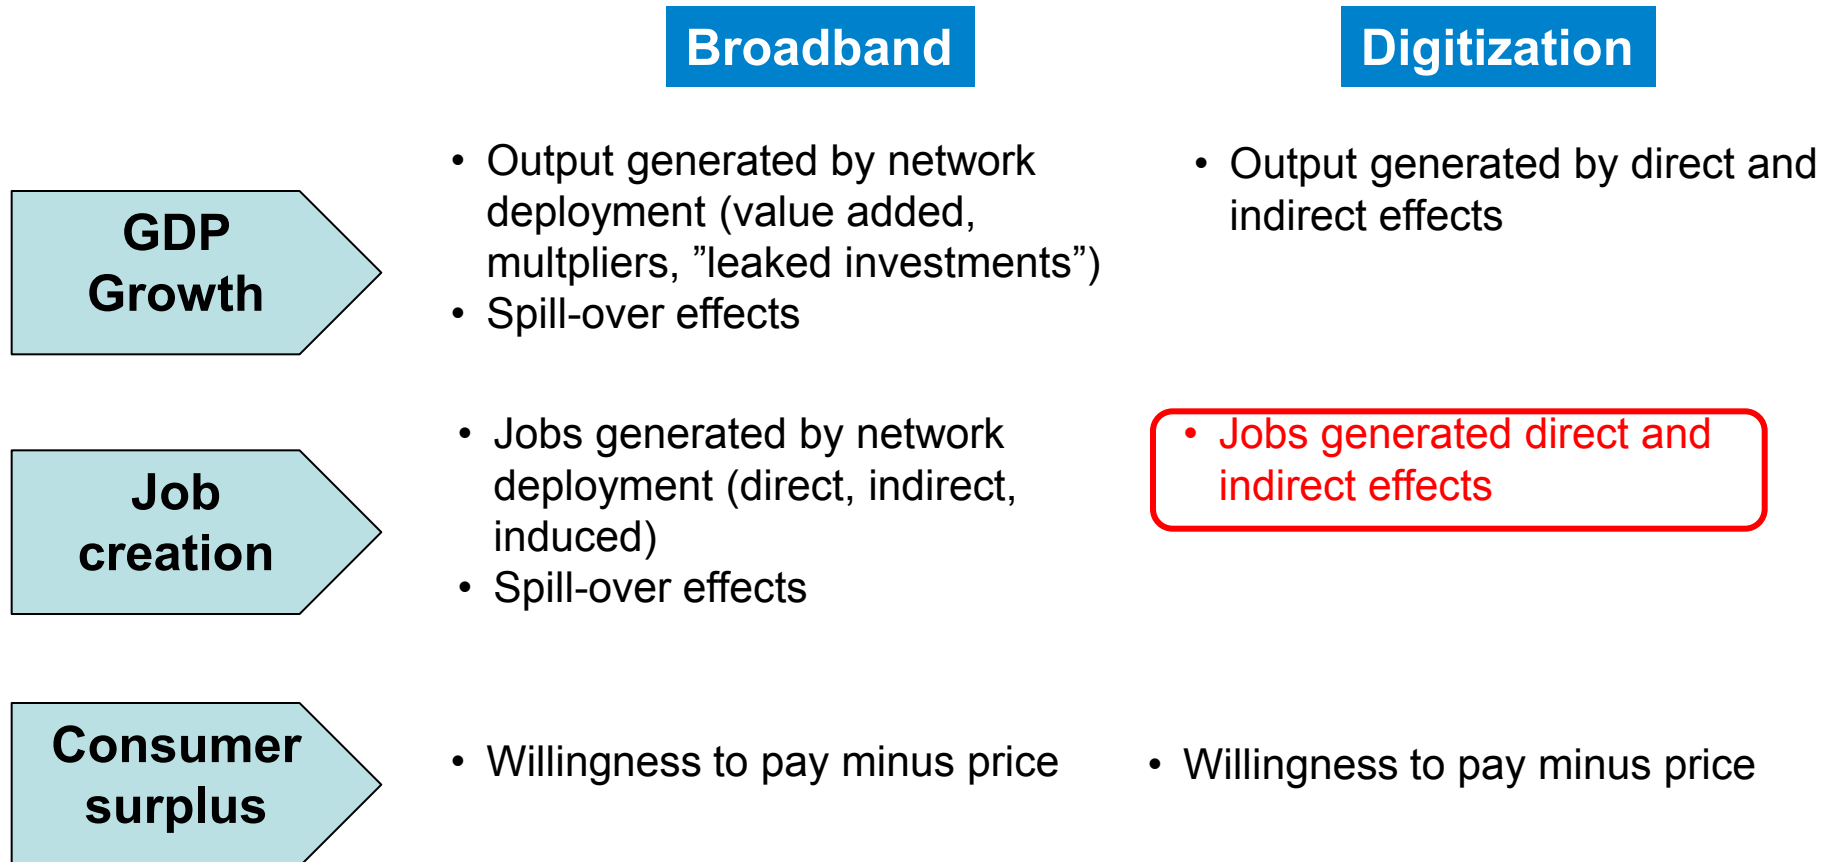 Broadband
Digitization
GDP
Growth
• Output generated by network
deployment (value added,
multpliers, ”leaked investments”)
• Spill-over effects
• Output generated by direct and
indirect effects
Job
creation
• Jobs generated by network
deployment (direct, indirect,
induced)
• Spill-over effects
• Jobs generated direct and
indirect effects
Consumer
surplus
• Willingness to pay minus price
• Willingness to pay minus price